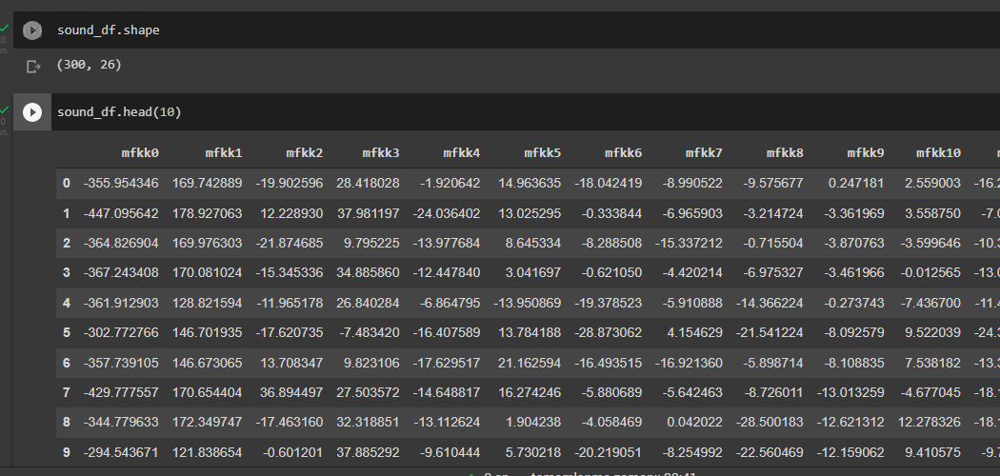 sound_df.shape
(300, 26)
sound_df.head(10)
mfkk0 mfkk1 mfkk2 mfkk3 mfkk4 mfkk5 mfkk6 mfkk7 mfkk8 mfkk9 mfkk10
0 -355.954346 169.742889 -19.902596 28.418028 -1.920642 14.963635 -18.042419 -8.990522 -9.575677 0.247181 2.559003 -16.2
1 -447.095642 178.927063 12.228930 37.981197 -24.036402 13.025295 -0.333844 -6.965903 -3.214724 -3.361969 3.558750 -7.0
2 -364.826904 169.976303 -21.874685 9.795225 -13.977684 8.645334 -8.288508 -15.337212 -0.715504 -3.870763 -3.599646 -10.3
3 -367.243408 170.081024 -15.345336 34.885860 -12.447840 3.041697 -0.621050 -4.420214 -6.975327 -3.461966 -0.012565 -13.0
4 -361.912903 128.821594 -11.965178 26.840284 -6.864795 -13.950869 -19.378523 -5.910888 -14.366224 -0.273743 -7.436700 -11.4
5 -302.772766 146.701935 -17.620735 -7.483420 -16.407589 13.784188 -28.873062 4.154629 -21.541224 -8.092579 9.522039 -24.3
6 -357.739105 146.673065 13.708347 9.823106 -17.629517 21.162594 -16.493515 -16.921360 -5.898714 -8.108835 7.538182 -13.3
7 -429.777557 170.654404 36.894497 27.503572 -14.648817 16.274246 -5.880689 -5.642463 -8.726011 -13.013259 -4.677045 -18.1
8 -344.779633 172.349747 -17.463160 32.318851 -13.112624 1.904238 -4.058469 0.042022 -28.500183 -12.621312 12.278326 -18.1
9 -294.543671 121.838654 -0.601201 37.885292 -9.610444 5.730218 -20.219051 -8.254992 -22.560469 -12.159062 9.410575 -9.7